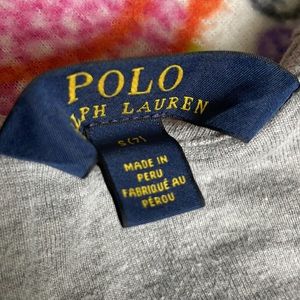 POLO
LPH LAUREN
S(7)
MADE IN
PERU
FABRIQUÉ AU
PÉROU